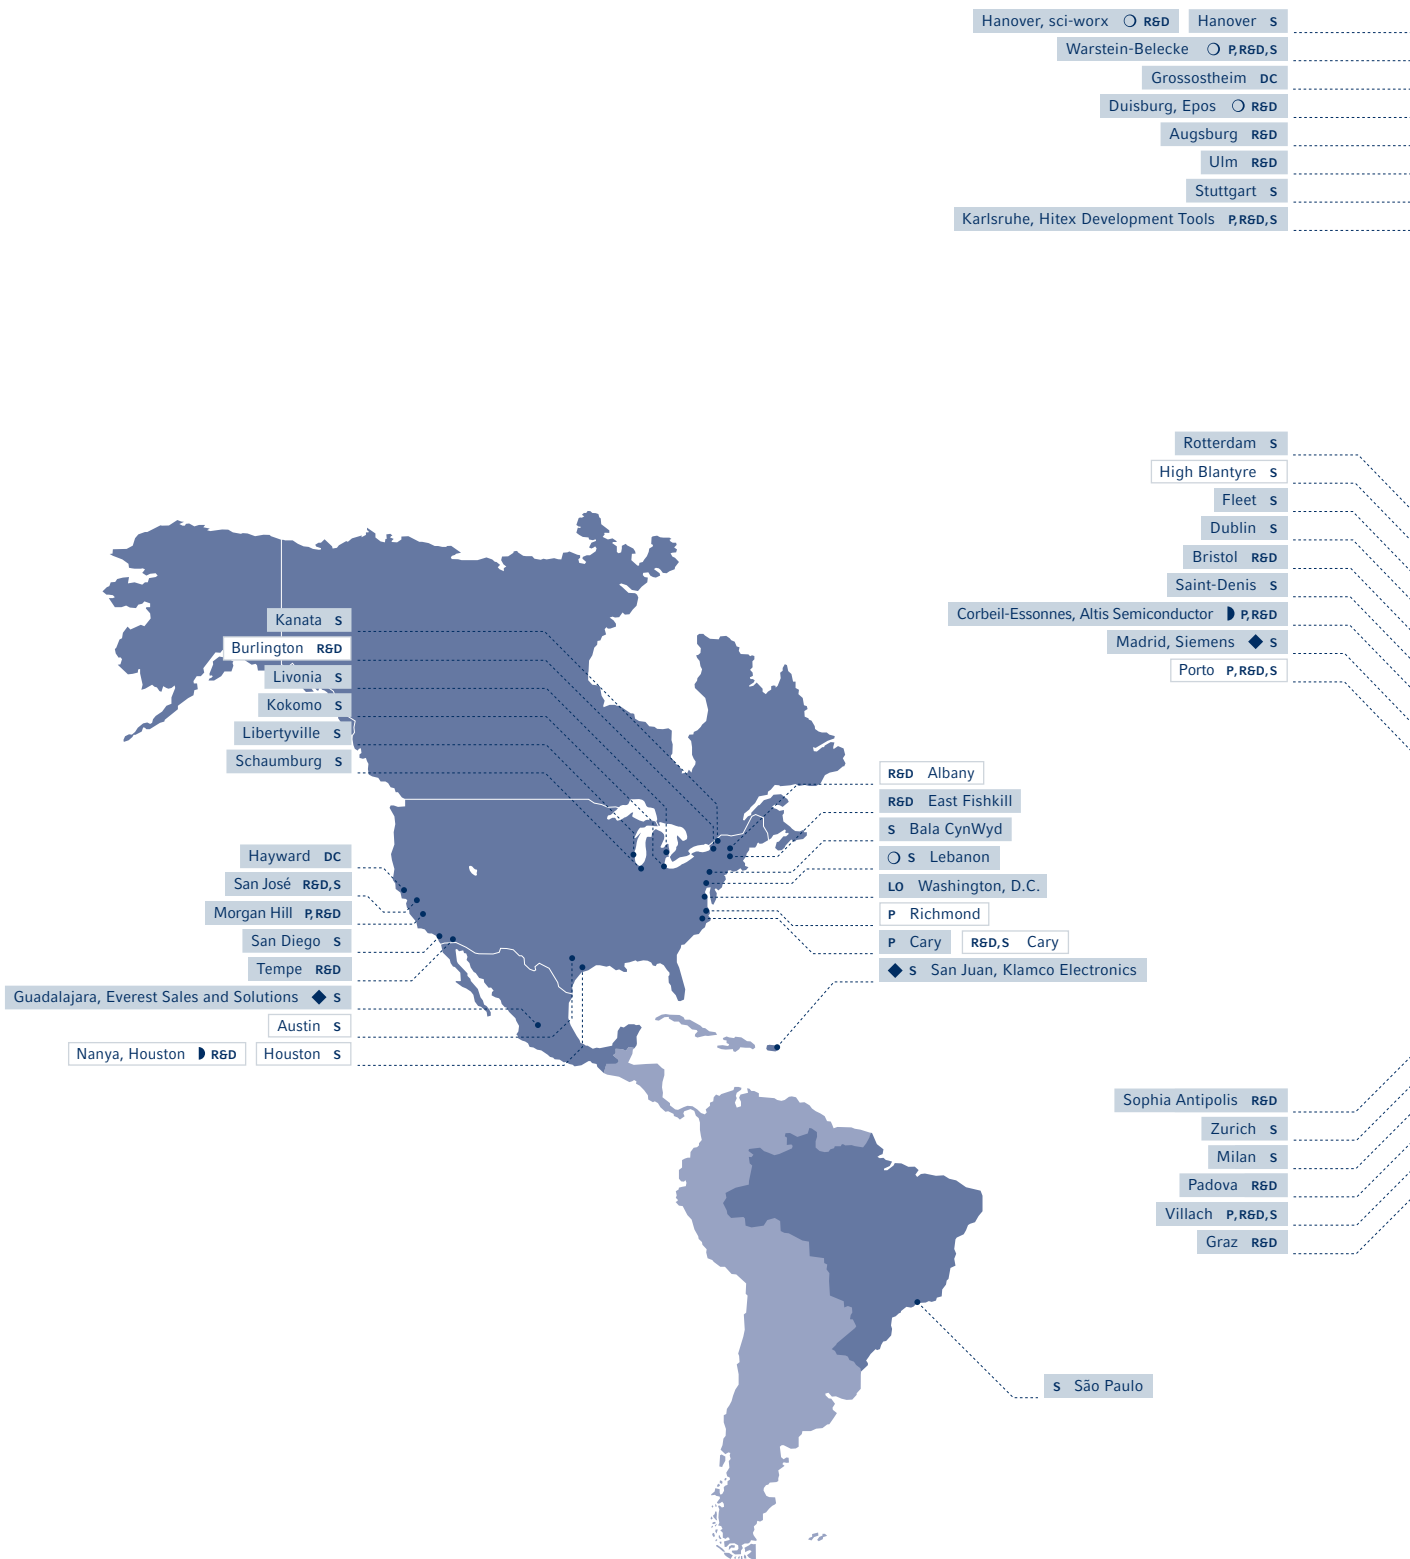 Hanover, sci-worx R&D Hanover S
Warstein-Belecke P,R&D,S
Grossostheim DC
Duisburg, Epos R&D
Augsburg R&D
Ulm R&D
Stuttgart S
Karlsruhe, Hitex Development Tools P,R&D,S
Rotterdam S
High Blantyre S
Fleet S
Dublin S
Bristol R&D
Saint-Denis S
Corbeil-Essonnes, Altis Semiconductor P,R&D
Madrid, Siemens S
Porto P,R&D,S
Kanata S
Burlington R&D
Livonia S
Kokomo S
Libertyville S
Schaumburg S
R&D Albany
R&D East Fishkill
S Bala CynWyd
S Lebanon
LO Washington, D.C.
P Richmond
P Cary R&D,S Cary
S San Juan, Klamco Electronics
Hayward DC
San José R&D,S
Morgan Hill P,R&D
San Diego S
Tempe R&D
Guadalajara, Everest Sales and Solutions S
Austin S
Nanya, Houston R&D Houston S
Sophia Antipolis R&D
Zurich S
Milan S
Padova R&D
Villach P,R&D,S
Graz R&D
S São Paulo